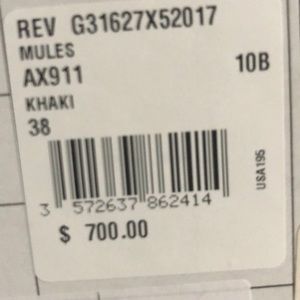 REV G31627X52017
MULES
AX911 10B
KHAKI
38
USA195
3 572637 862414
$ 700.00